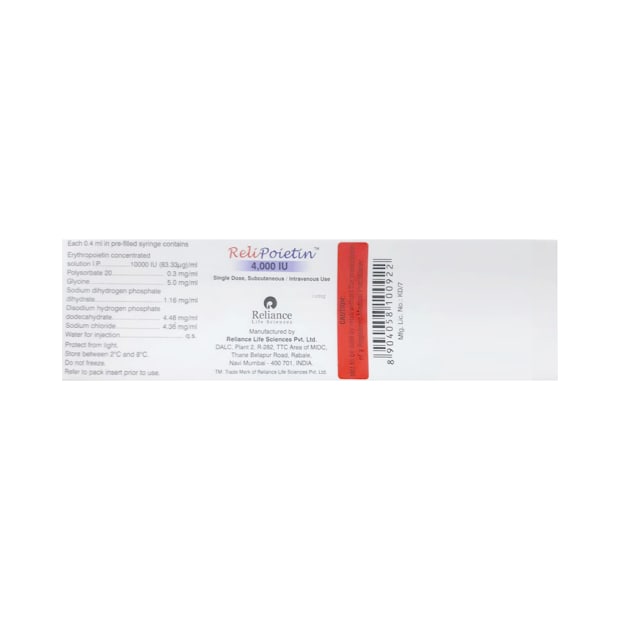 Each 0.4 ml in pre-filled syringe contains
Erythropoietin concentrated
solution I.P.......10000 IU (83.33µg)/ml
Polysorbate 20.......0.3 mg/ml
Glycine.......5.0 mg/ml
Sodium dihydrogen phosphate
dihydrate.......1.16 mg/ml
Disodium hydrogen phosphate
dodecahydrate.......4.48 mg/ml
Sodium chloride.......4.36 mg/ml
Water for injection.......q.s.
Protect from light.
Store between 2°C and 8°C.
Do not freeze.
Refer to pack insert prior to use.
ReliPoietin™
4,000 IU
Single Dose, Subcutaneous / Intravenous Use
Reliance
Life Sciences
Manufactured by
Reliance Life Sciences Pvt. Ltd.
DALC, Plant 2, R-282, TTC Area of MIDC,
Thane Belapur Road, Rabale,
Navi Mumbai - 400 701, INDIA.
TM: Trade Mark of Reliance Life Sciences Pvt. Ltd.
CAUTION
8 904058 100922
Mfg. Lic. No.: KD/7